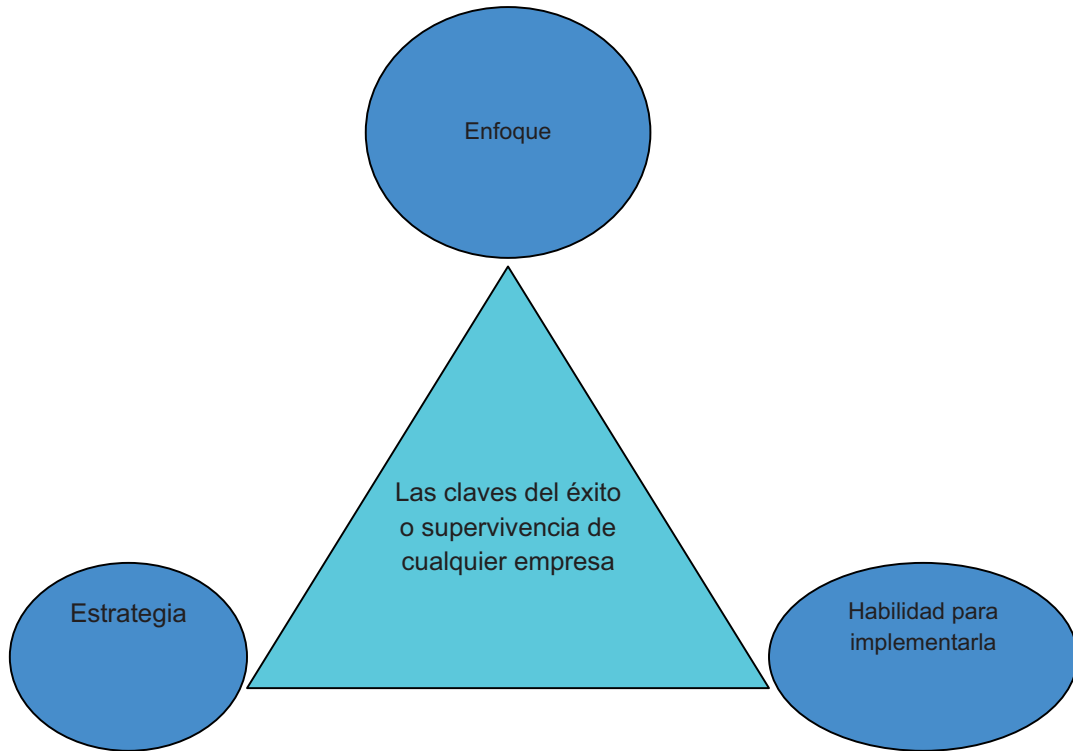 Enfoque
Las claves del éxito
o supervivencia de
cualquier empresa
Estrategia
Habilidad para
implementarla